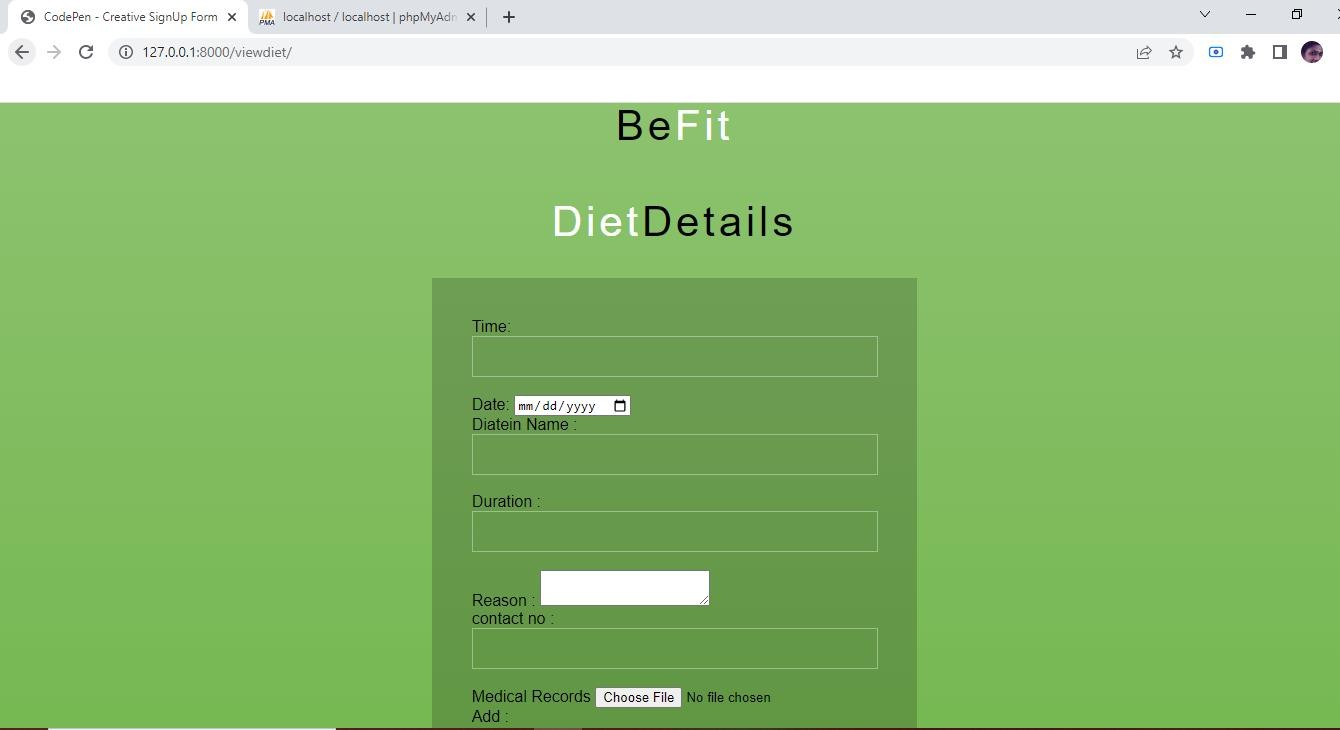 CodePen - Creative SignUp Form
localhost / localhost | phpMyAdn
127.0.0.1:8000/viewdiet/
BeFit
DietDetails
Time:
Date: mm/dd/yyyy
Diatein Name :
Duration :
Reason :
contact no :
Medical Records Choose File No file chosen
Add :